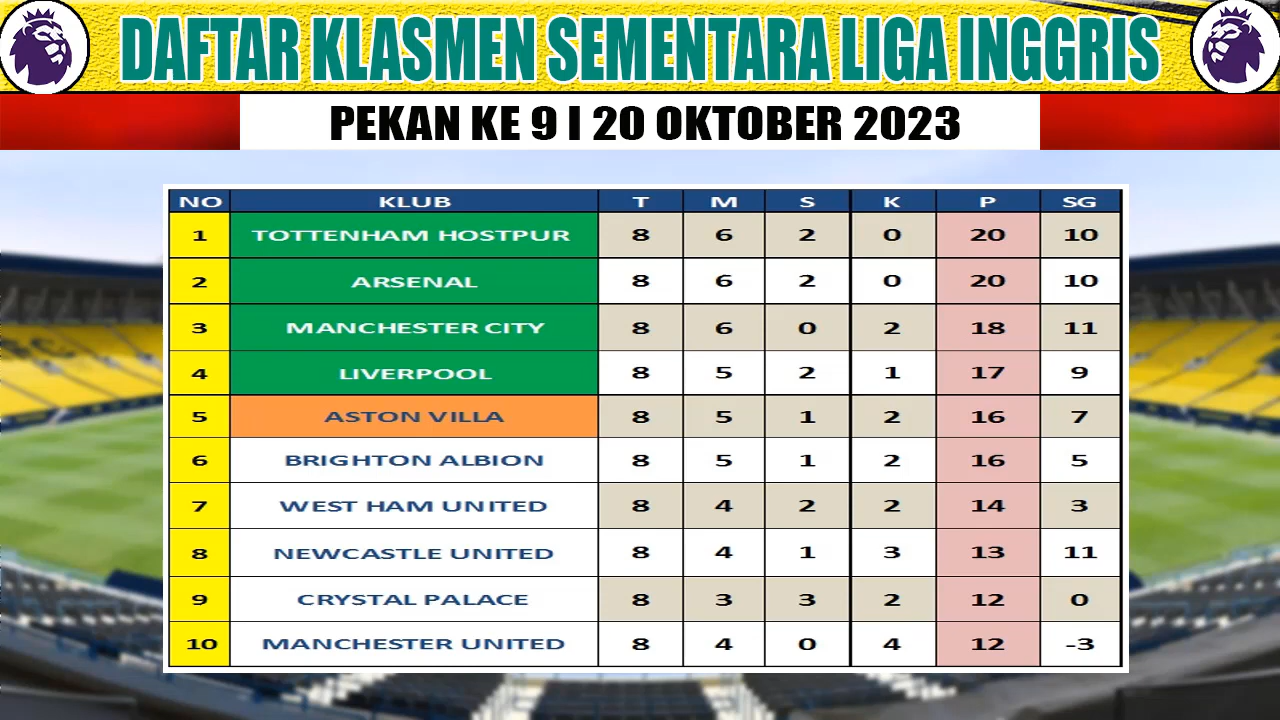 DAFTAR KLASMEN SEMENTARA LIGA INGGRIS
PEKAN KE 9 I 20 OKTOBER 2023
NO KLUB T M S K P SG
1 TOTTENHAM HOSTPUR 8 6 2 0 20 10
2 ARSENAL 8 6 2 0 20 10
3 MANCHESTER CITY 8 6 0 2 18 11
4 LIVERPOOL 8 5 2 1 17 9
5 ASTON VILLA 8 5 1 2 16 7
6 BRIGHTON ALBION 8 5 1 2 16 5
7 WEST HAM UNITED 8 4 2 2 14 3
8 NEWCASTLE UNITED 8 4 1 3 13 11
9 CRYSTAL PALACE 8 3 3 2 12 0
10 MANCHESTER UNITED 8 4 0 4 12 -3